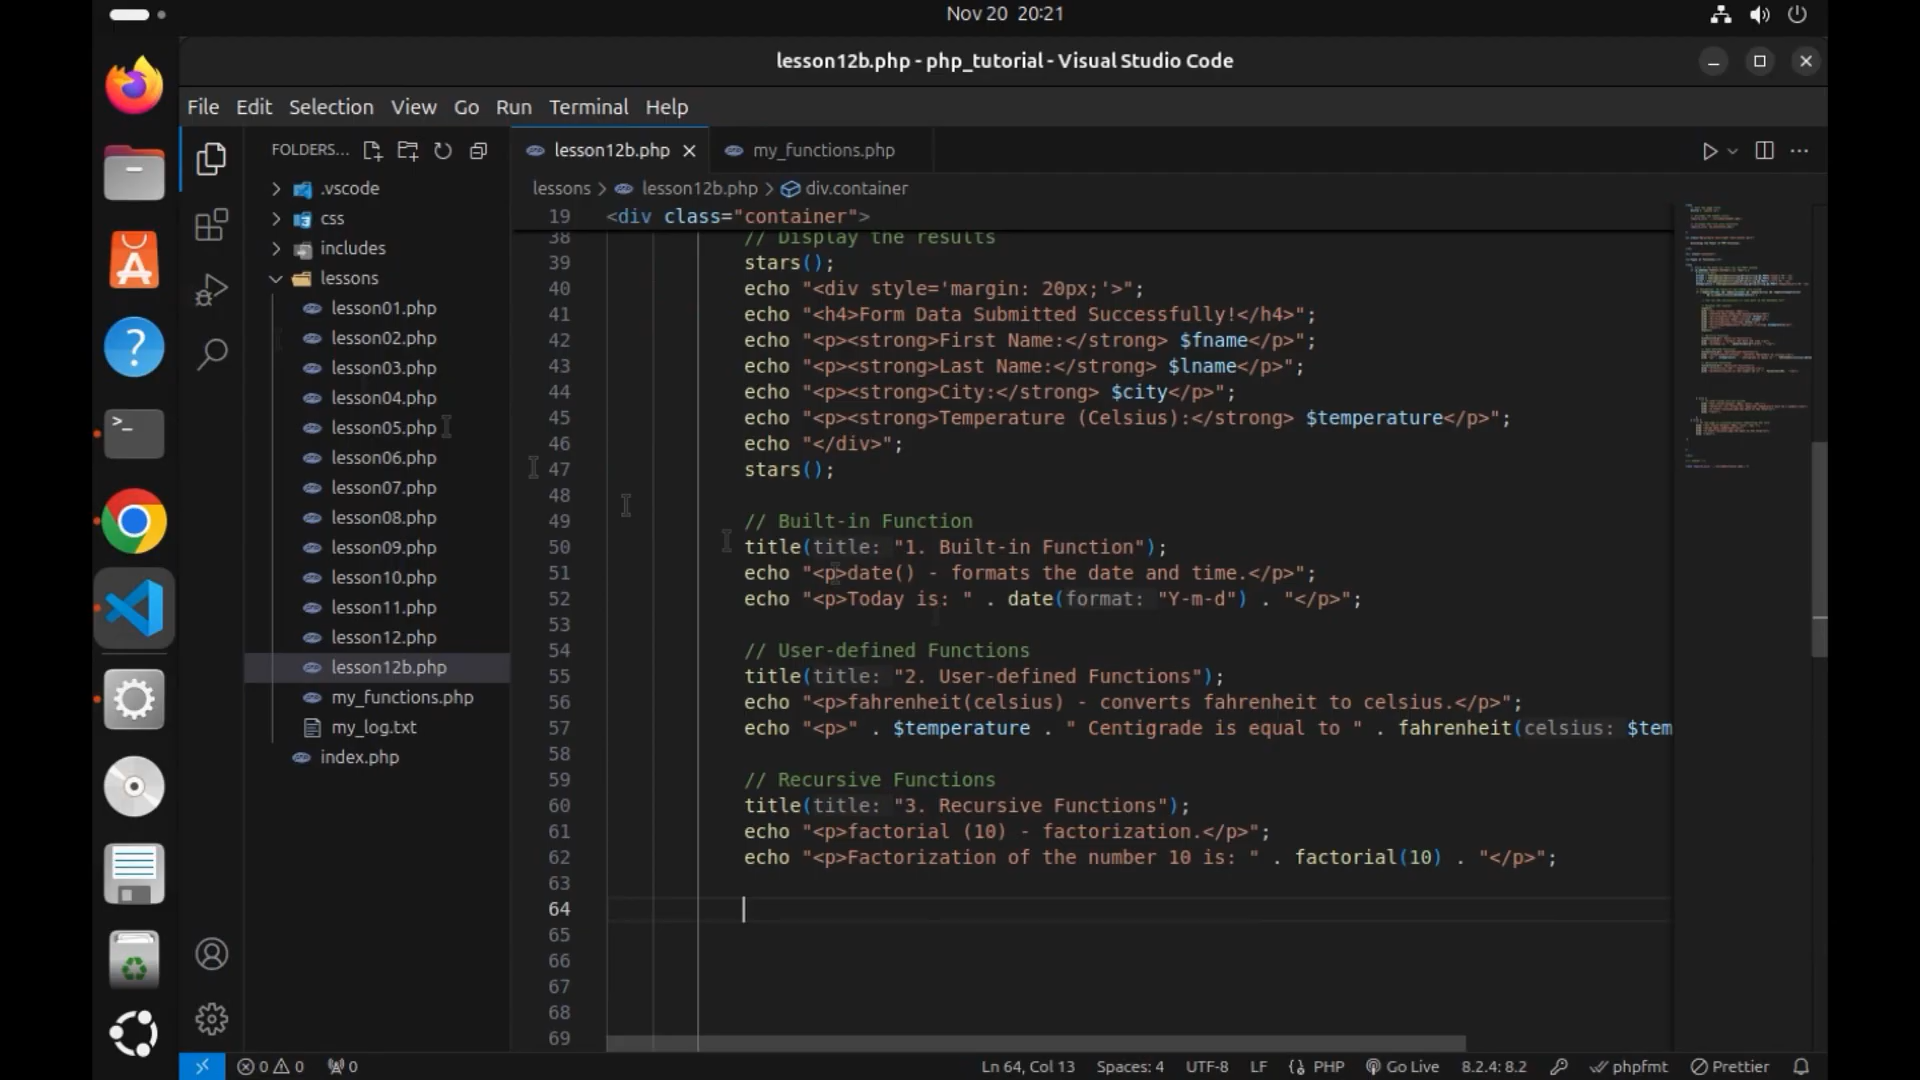 Nov 20 20:21
lesson12b.php - php_tutorial - Visual Studio Code
File Edit Selection View Go Run Terminal Help
FOLDERS...
lesson12b.php
my_functions.php
lessons > lesson12b.php > div.container
.vscode
css
includes
lessons
lesson01.php
lesson02.php
lesson03.php
lesson04.php
lesson05.php
lesson06.php
lesson07.php
lesson08.php
lesson09.php
lesson10.php
lesson11.php
lesson12.php
lesson12b.php
my_functions.php
my_log.txt
index.php
19 <div class="container">
38 // Display the results
39 stars();
40 echo "<div style='margin: 20px;'>";
41 echo "<h4>Form Data Submitted Successfully!</h4>";
42 echo "<p><strong>First Name:</strong> $fname</p>";
43 echo "<p><strong>Last Name:</strong> $lname</p>";
44 echo "<p><strong>City:</strong> $city</p>";
45 echo "<p><strong>Temperature (Celsius):</strong> $temperature</p>";
46 echo "</div>";
47 stars();
48
49 // Built-in Function
50 title(title: "1. Built-in Function");
51 echo "<p>date() - formats the date and time.</p>";
52 echo "<p>Today is: " . date(format: "Y-m-d") . "</p>";
53
54 // User-defined Functions
55 title(title: "2. User-defined Functions");
56 echo "<p>fahrenheit(celsius) - converts fahrenheit to celsius.</p>";
57 echo "<p>" . $temperature . " Centigrade is equal to " . fahrenheit(celsius: $tem
58
59 // Recursive Functions
60 title(title: "3. Recursive Functions");
61 echo "<p>factorial (10) - factorization.</p>";
62 echo "<p>Factorization of the number 10 is: " . factorial(10) . "</p>";
63
64
65
66
67
68
69
0 0 0 Ln 64, Col 13 Spaces: 4 UTF-8 LF {} PHP Go Live 8.2.4: 8.2 phpfmt Prettier